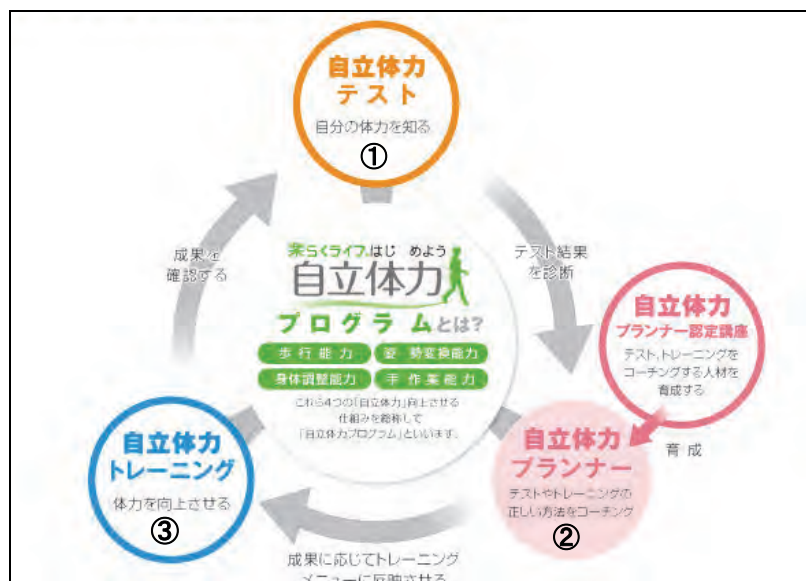 自立体力
テスト
自分の体力を知る
①
テスト結果
を診断
自立体力
プランナー認定講座
テスト、トレーニングを
コーチングする人材を
育成する
育成
自立体力
プランナー
テストやトレーニングの
正しい方法をコーチング
②
成果に応じてトレーニング
メニューに反映させる
自立体力
トレーニング
体力を向上させる
③
成果を
確認する
楽らくライフはじめよう
自立体力
プログラムとは?
歩行能力
姿勢変換能力
身体調整能力
手作業能力
これら4つの「自立体力」向上させる
仕組みを総称して
「自立体力プログラム」といいます。